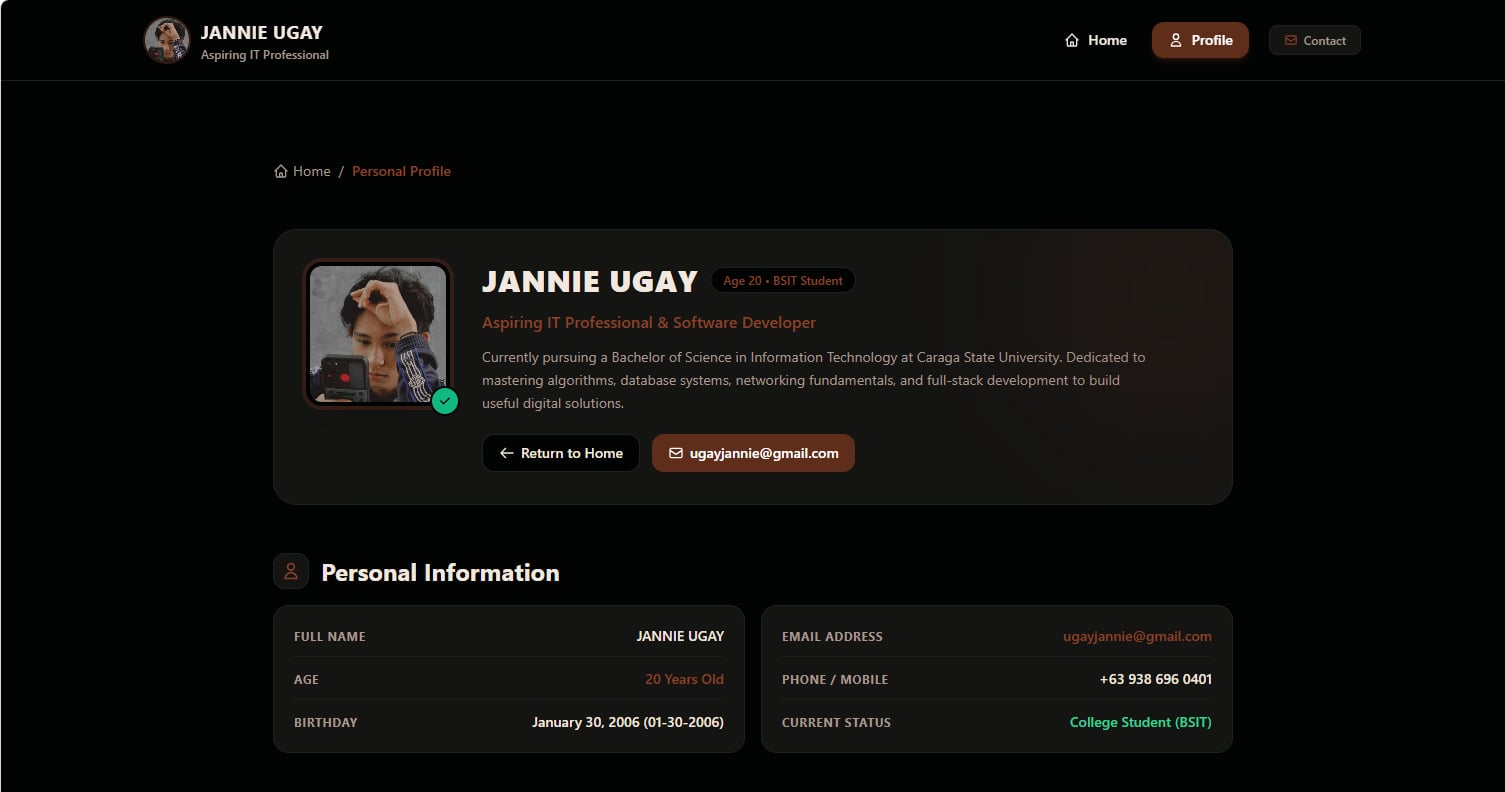 JANNIE UGAY
Aspiring IT Professional
Home
Profile
Contact
Home / Personal Profile
JANNIE UGAY
Age 20 • BSIT Student
Aspiring IT Professional & Software Developer
Currently pursuing a Bachelor of Science in Information Technology at Caraga State University. Dedicated to
mastering algorithms, database systems, networking fundamentals, and full-stack development to build
useful digital solutions.
Return to Home
ugayjannie@gmail.com
Personal Information
FULL NAME JANNIE UGAY
AGE 20 Years Old
BIRTHDAY January 30, 2006 (01-30-2006)
EMAIL ADDRESS ugayjannie@gmail.com
PHONE / MOBILE +63 938 696 0401
CURRENT STATUS College Student (BSIT)